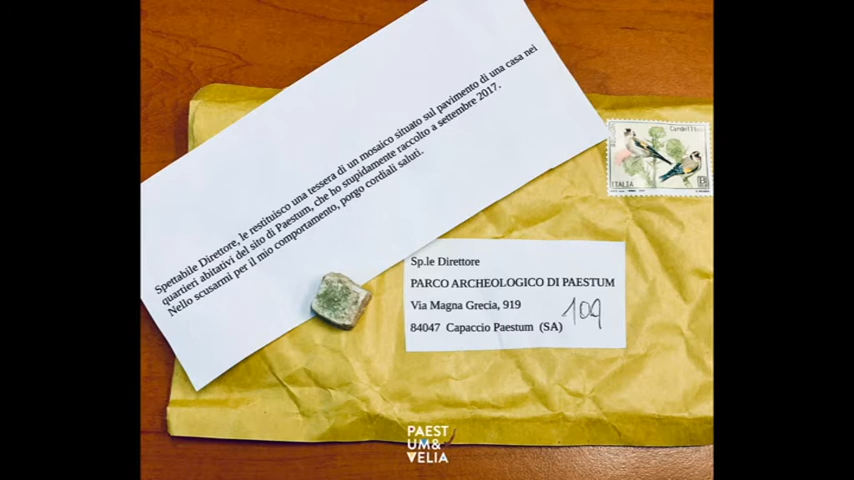 Spettabile Direttore, le restituisco una tessera di un mosaico situato sul pavimento di una casa nei
quartieri abitativi del sito di Paestum, che ho stupidamente raccolto a settembre 2017.
Nello scusarmi per il mio comportamento, porgo cordiali saluti.
Cardellino
ITALIA
B
Sp.le Direttore
PARCO ARCHEOLOGICO DI PAESTUM
Via Magna Grecia, 919
84047 Capaccio Paestum (SA)
104
PAEST
UM&
VELIA